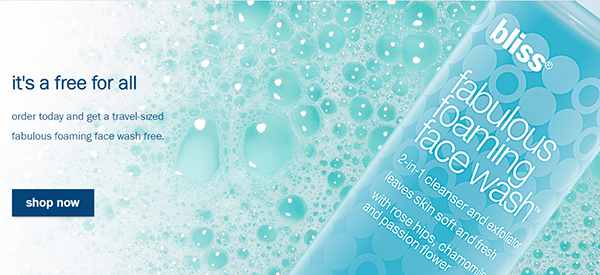 it's a free for all
order today and get a travel-sized
fabulous foaming face wash free.
shop now
bliss®
fabulous
foaming
face wash™
2-in-1 cleanser and exfoliator
leaves skin soft and fresh
with rose hips, chamomile
and passion flower